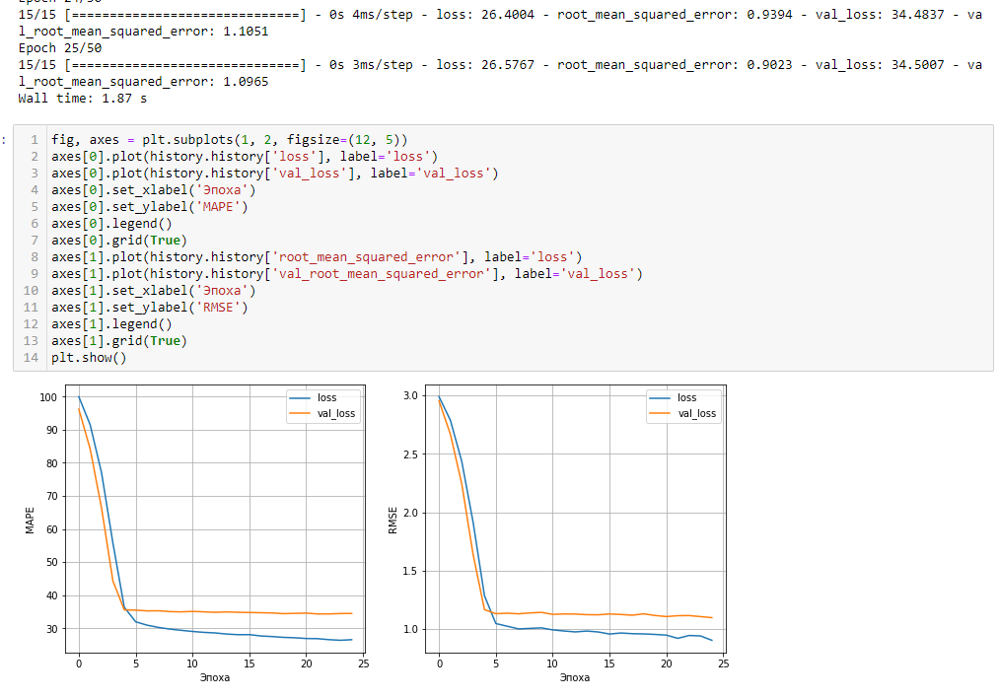 15/15 [==============================] - 0s 4ms/step - loss: 26.4004 - root_mean_squared_error: 0.9394 - val_loss: 34.4837 - va
l_root_mean_squared_error: 1.1051
Epoch 25/50
15/15 [==============================] - 0s 3ms/step - loss: 26.5767 - root_mean_squared_error: 0.9023 - val_loss: 34.5007 - va
l_root_mean_squared_error: 1.0965
Wall time: 1.87 s
:
1 fig, axes = plt.subplots(1, 2, figsize=(12, 5))
2 axes[0].plot(history.history['loss'], label='loss')
3 axes[0].plot(history.history['val_loss'], label='val_loss')
4 axes[0].set_xlabel('Эпоха')
5 axes[0].set_ylabel('MAPE')
6 axes[0].legend()
7 axes[0].grid(True)
8 axes[1].plot(history.history['root_mean_squared_error'], label='loss')
9 axes[1].plot(history.history['val_root_mean_squared_error'], label='val_loss')
10 axes[1].set_xlabel('Эпоха')
11 axes[1].set_ylabel('RMSE')
12 axes[1].legend()
13 axes[1].grid(True)
14 plt.show()
loss
val_loss
100
90
80
70
60
50
40
30
MAPE
0 5 10 15 20 25
Эпоха
loss
val_loss
3.0
2.5
2.0
1.5
1.0
RMSE
0 5 10 15 20 25
Эпоха